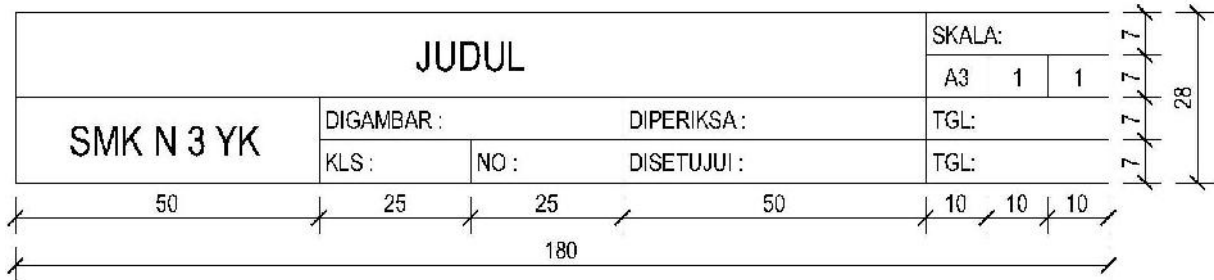 JUDUL
SKALA:
A3 1 1
SMK N 3 YK
DIGAMBAR : DIPERIKSA : TGL:
KLS : NO : DISETUJUI : TGL:
7
7
7
7
28
50 25 25 50 10 10 10
180